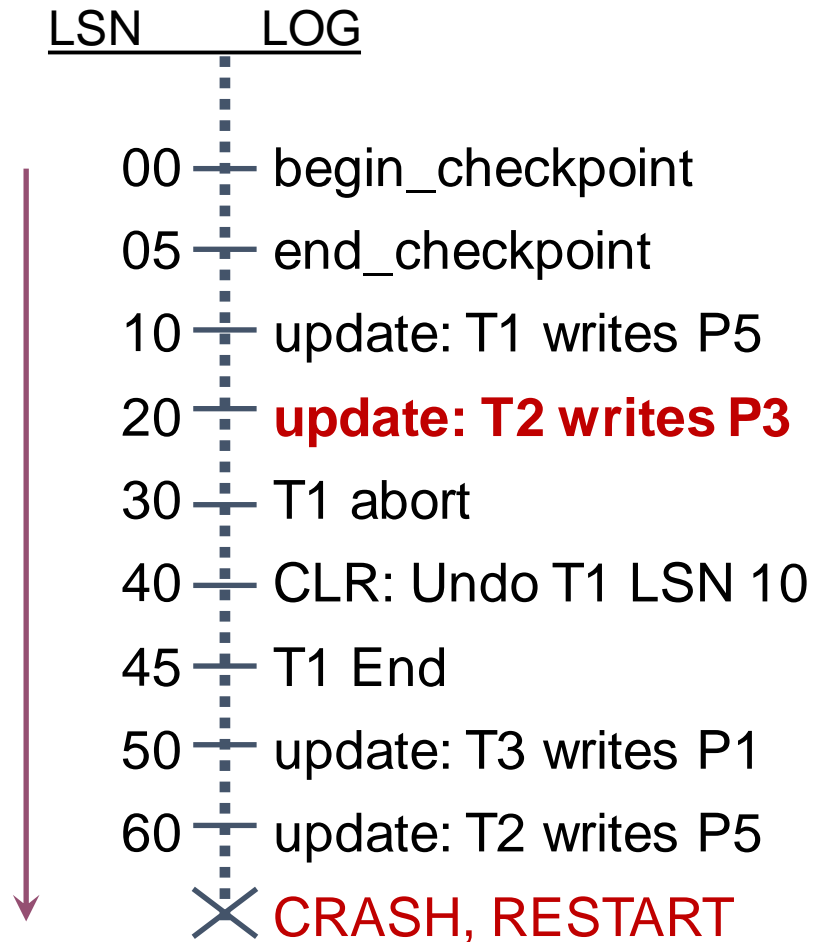 LSN LOG
00 begin_checkpoint
05 end_checkpoint
10 update: T1 writes P5
20 update: T2 writes P3
30 T1 abort
40 CLR: Undo T1 LSN 10
45 T1 End
50 update: T3 writes P1
60 update: T2 writes P5
CRASH, RESTART